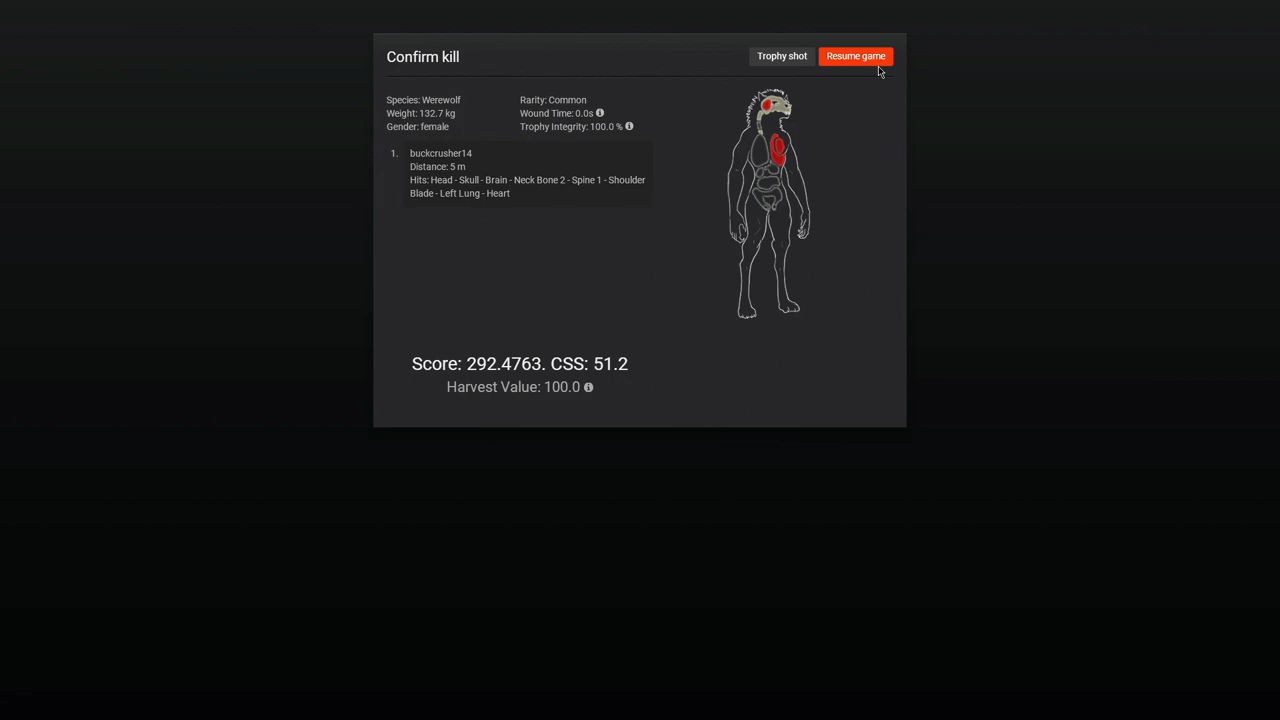 Confirm kill
Trophy shot
Resume game
Species: Werewolf
Weight: 132.7 kg
Gender: female
Rarity: Common
Wound Time: 0.0s
Trophy Integrity: 100.0 %
1. buckcrusher14
Distance: 5 m
Hits: Head - Skull - Brain - Neck Bone 2 - Spine 1 - Shoulder
Blade - Left Lung - Heart
Score: 292.4763. CSS: 51.2
Harvest Value: 100.0